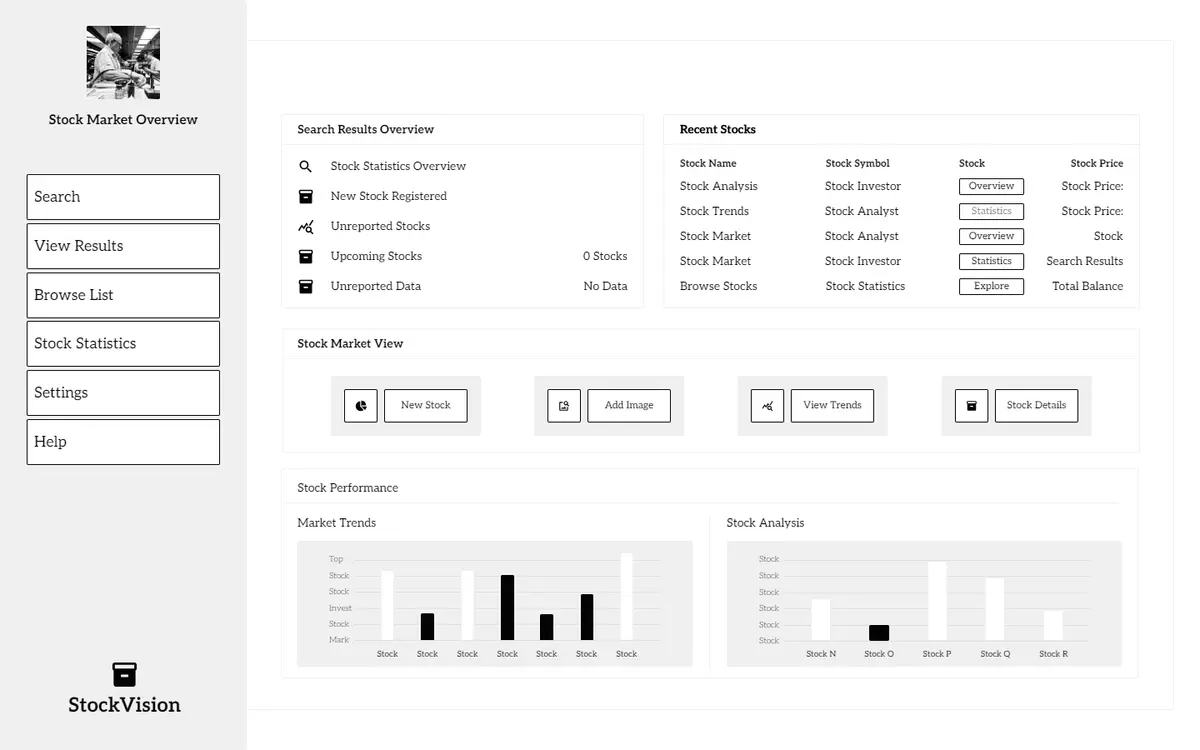 Stock Market Overview
Search
View Results
Browse List
Stock Statistics
Settings
Help
StockVision
Search Results Overview
Stock Statistics Overview
New Stock Registered
Unreported Stocks
Upcoming Stocks 0 Stocks
Unreported Data No Data
Recent Stocks
Stock Name Stock Symbol Stock Stock Price
Stock Analysis Stock Investor Overview Stock Price:
Stock Trends Stock Analyst Statistics Stock Price:
Stock Market Stock Analyst Overview Stock
Stock Market Stock Investor Statistics Search Results
Browse Stocks Stock Statistics Explore Total Balance
Stock Market View
New Stock Add Image View Trends Stock Details
Stock Performance
Market Trends
Top
Stock
Stock
Invest
Stock
Mark
Stock Stock Stock Stock Stock Stock Stock
Stock Analysis
Stock
Stock
Stock
Stock
Stock
Stock
Stock N Stock O Stock P Stock Q Stock R